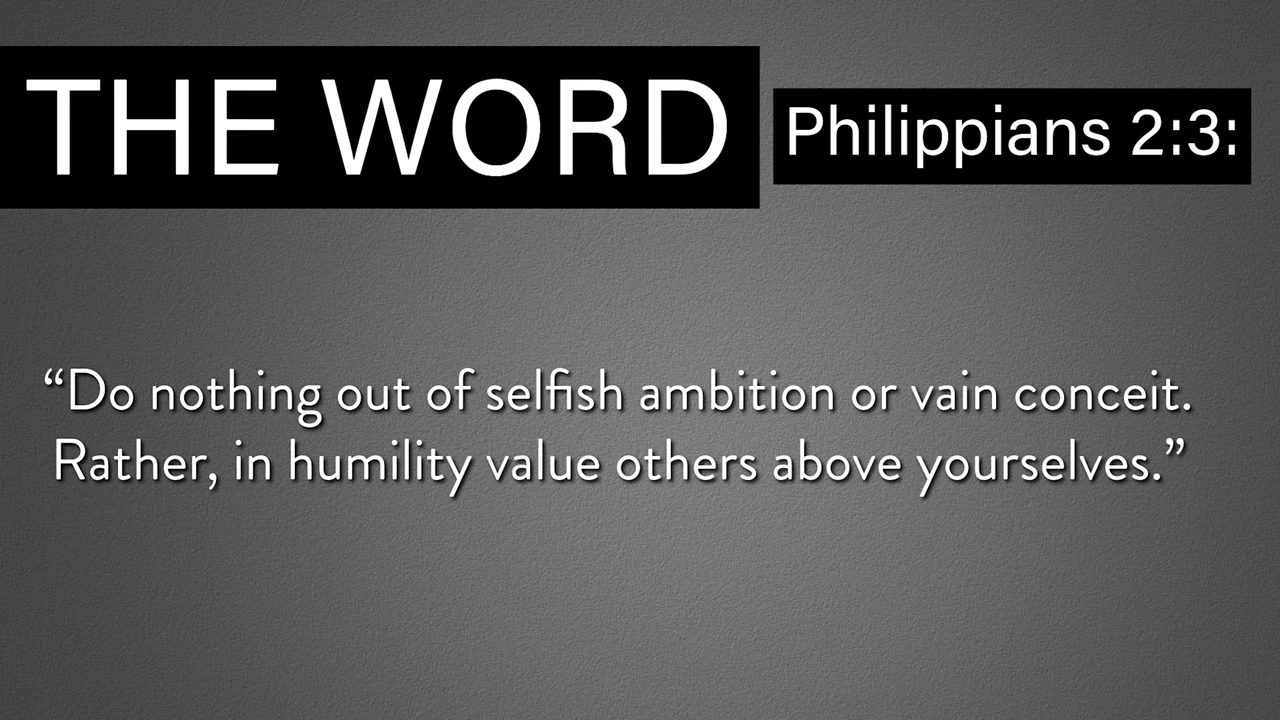 THE WORD
Philippians 2:3:
“Do nothing out of selfish ambition or vain conceit.
Rather, in humility value others above yourselves.”